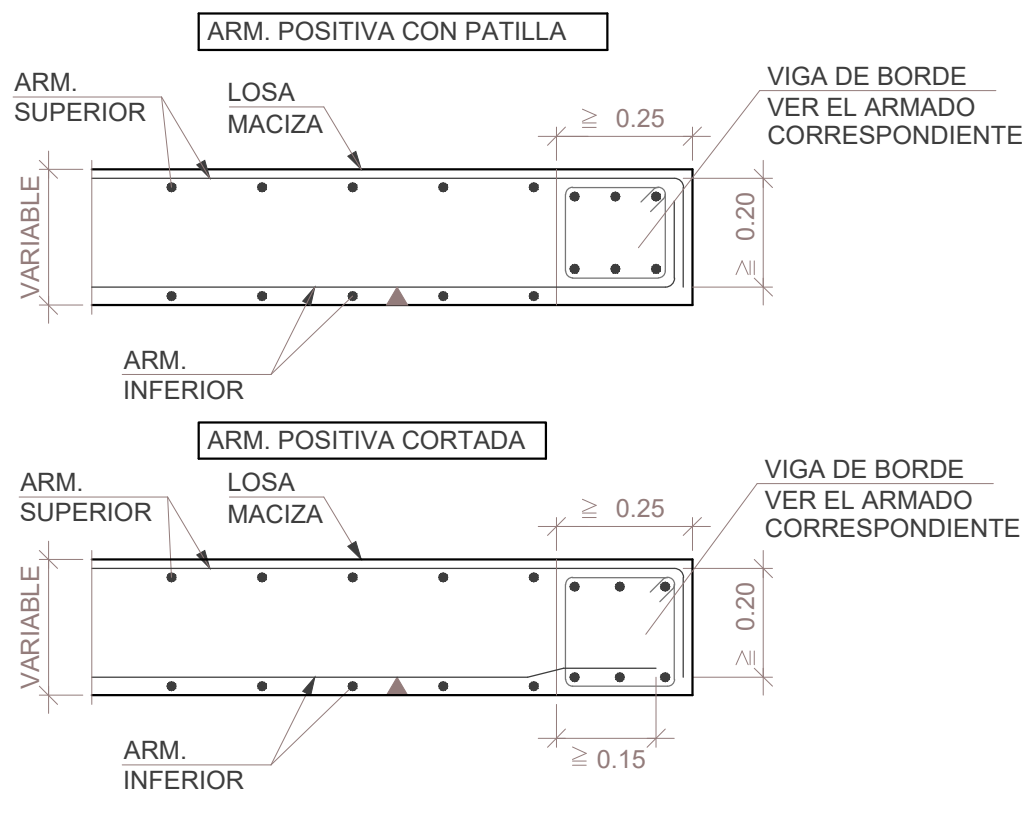 ARM. POSITIVA CON PATILLA
ARM.
SUPERIOR
LOSA
MACIZA
≧ 0.25
VIGA DE BORDE
VER EL ARMADO
CORRESPONDIENTE
VARIABLE
≧ 0.20
ARM.
INFERIOR
ARM. POSITIVA CORTADA
ARM.
SUPERIOR
LOSA
MACIZA
≧ 0.25
VIGA DE BORDE
VER EL ARMADO
CORRESPONDIENTE
VARIABLE
≧ 0.20
ARM.
INFERIOR
≧ 0.15